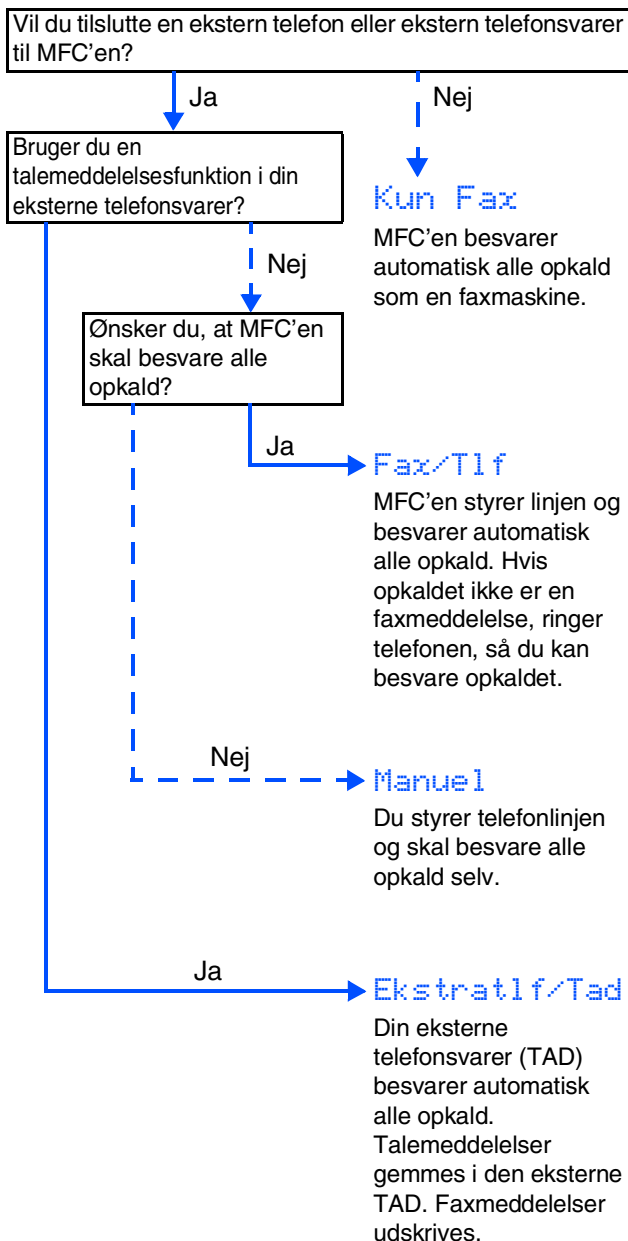 Vil du tilslutte en ekstern telefon eller ekstern telefonsvarer
til MFC'en?
Ja
Nej
Bruger du en
talemeddelelsesfunktion i din
eksterne telefonsvarer?
Kun Fax
MFC'en besvarer
automatisk alle opkald
som en faxmaskine.
Nej
Ønsker du, at MFC'en
skal besvare alle
opkald?
Ja
Fax/Tlf
MFC'en styrer linjen og
besvarer automatisk
alle opkald. Hvis
opkaldet ikke er en
faxmeddelelse, ringer
telefonen, så du kan
besvare opkaldet.
Nej
Manuel
Du styrer telefonlinjen
og skal besvare alle
opkald selv.
Ja
Ekstratlf/Tad
Din eksterne
telefonsvarer (TAD)
besvarer automatisk
alle opkald.
Talemeddelelser
gemmes i den eksterne
TAD. Faxmeddelelser
udskrives.